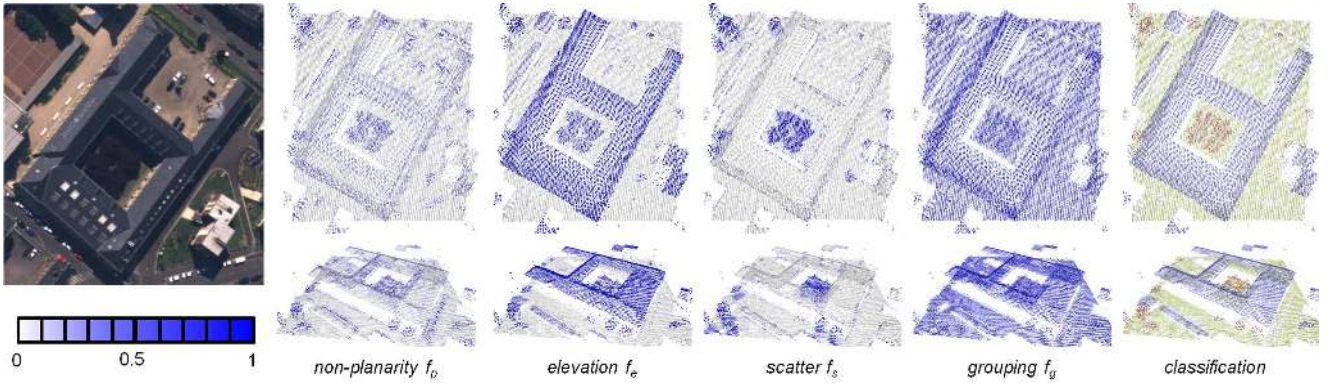 0 0.5 1
non-planarity f_p
elevation f_e
scatter f_s
grouping f_g
classification